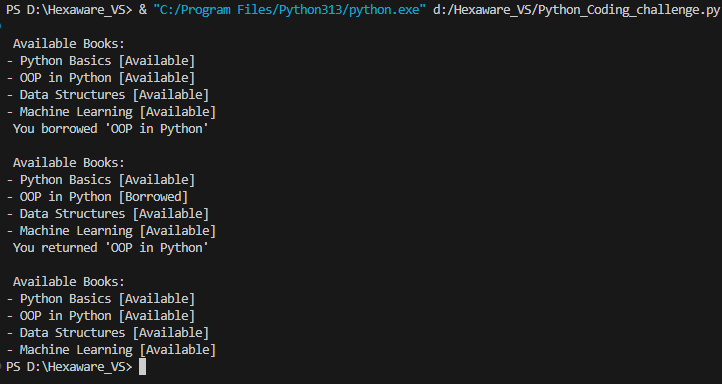 PS D:\Hexaware_VS> & "C:/Program Files/Python313/python.exe" d:/Hexaware_VS/Python_Coding_challenge.py
Available Books:
- Python Basics [Available]
- OOP in Python [Available]
- Data Structures [Available]
- Machine Learning [Available]
You borrowed 'OOP in Python'
Available Books:
- Python Basics [Available]
- OOP in Python [Borrowed]
- Data Structures [Available]
- Machine Learning [Available]
You returned 'OOP in Python'
Available Books:
- Python Basics [Available]
- OOP in Python [Available]
- Data Structures [Available]
- Machine Learning [Available]
PS D:\Hexaware_VS>